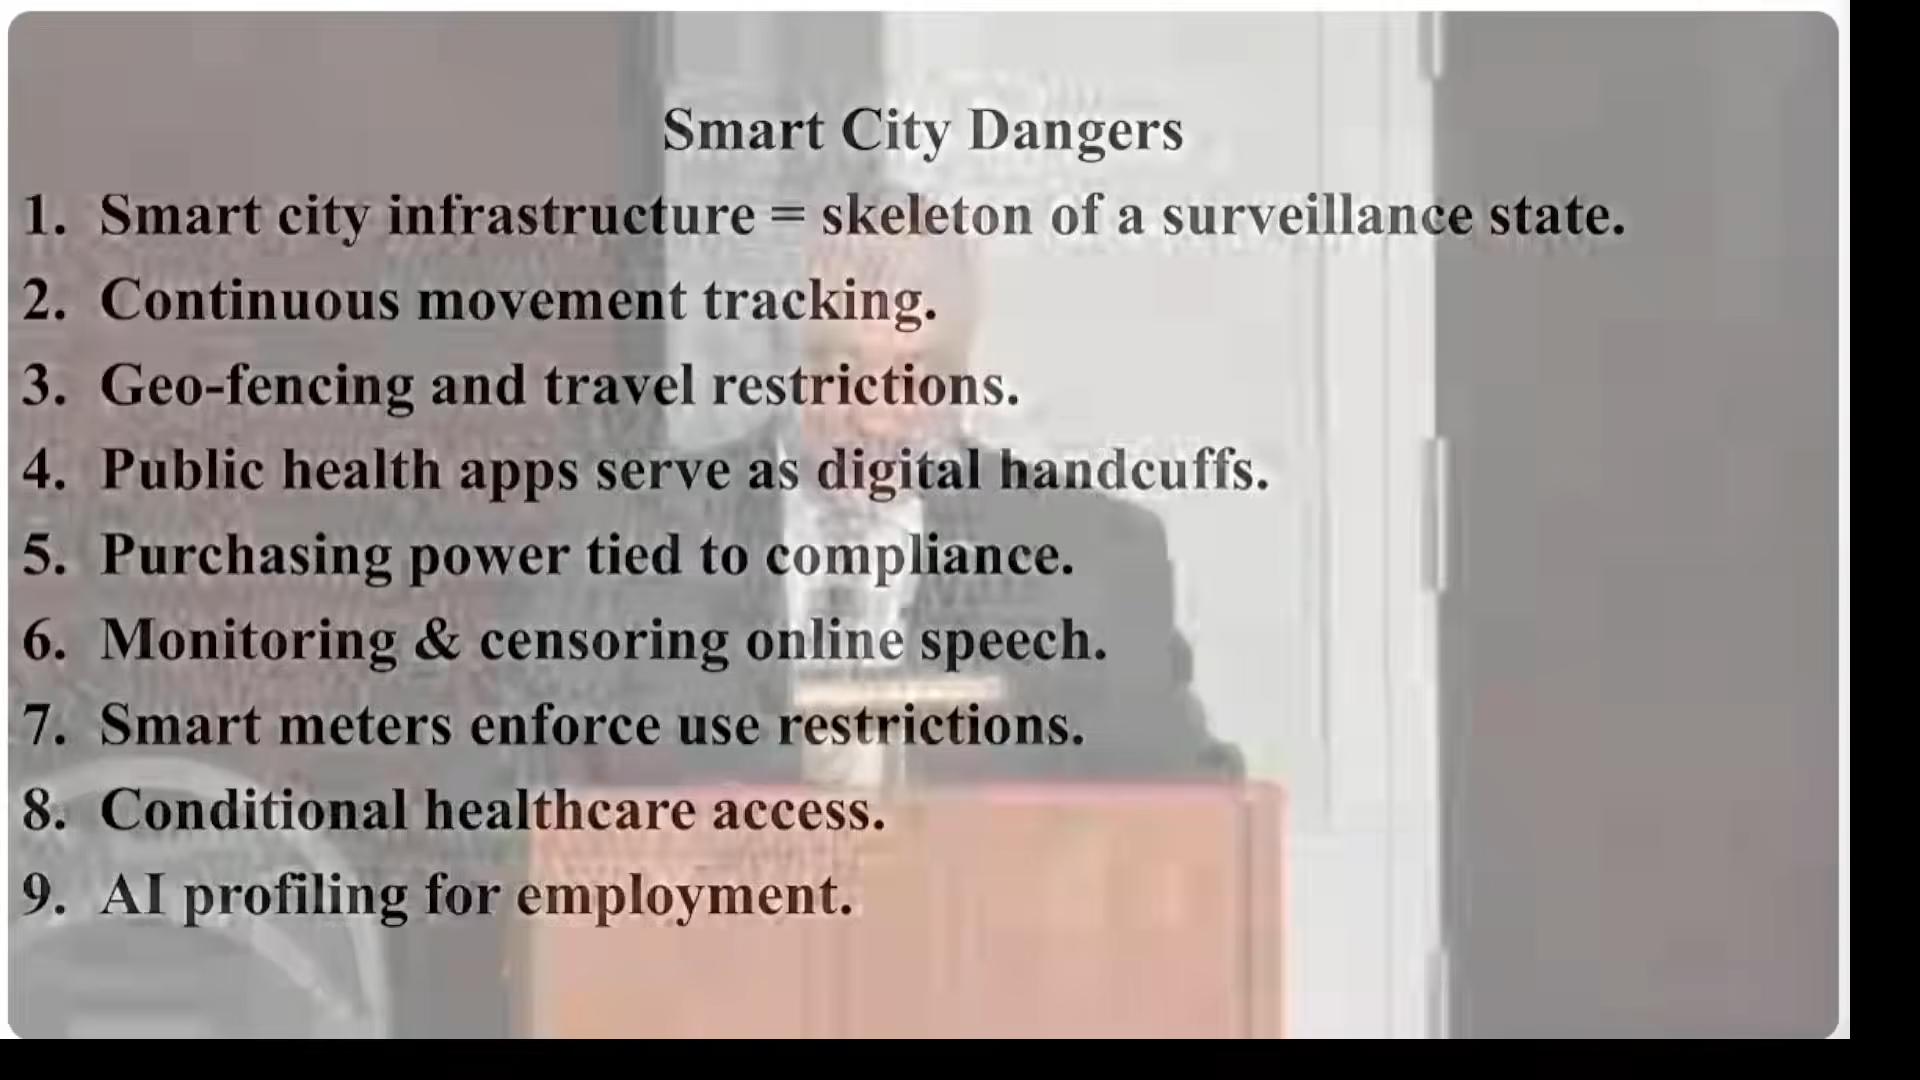 Smart City Dangers
1. Smart city infrastructure = skeleton of a surveillance state.
2. Continuous movement tracking.
3. Geo-fencing and travel restrictions.
4. Public health apps serve as digital handcuffs.
5. Purchasing power tied to compliance.
6. Monitoring & censoring online speech.
7. Smart meters enforce use restrictions.
8. Conditional healthcare access.
9. AI profiling for employment.